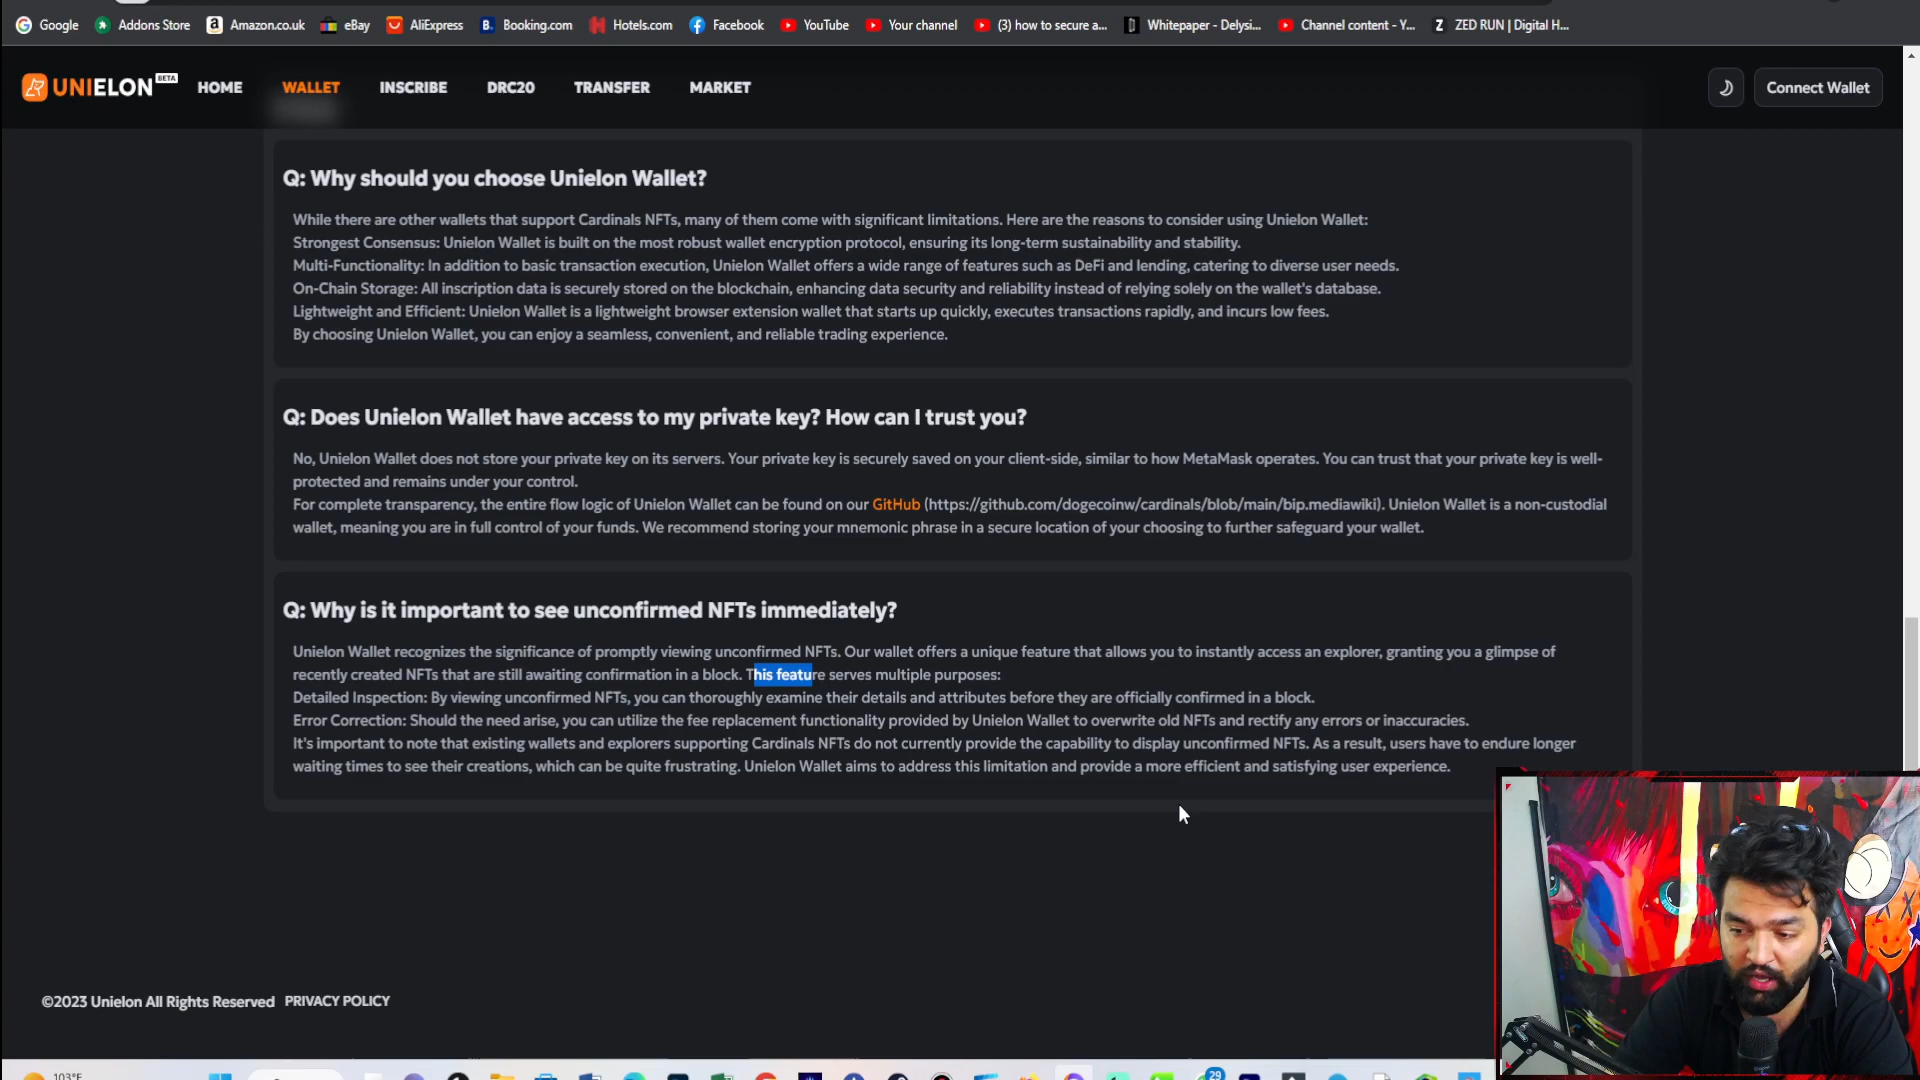 Google Addons Store Amazon.co.uk eBay AliExpress Booking.com Hotels.com Facebook YouTube Your channel (3) how to secure a... Whitepaper - Delysi... Channel content - Y... ZED RUN | Digital H...
UNIELON BETA HOME WALLET INSCRIBE DRC20 TRANSFER MARKET Connect Wallet
Q: Why should you choose Unielon Wallet?
While there are other wallets that support Cardinals NFTs, many of them come with significant limitations. Here are the reasons to consider using Unielon Wallet:
Strongest Consensus: Unielon Wallet is built on the most robust wallet encryption protocol, ensuring its long-term sustainability and stability.
Multi-Functionality: In addition to basic transaction execution, Unielon Wallet offers a wide range of features such as DeFi and lending, catering to diverse user needs.
On-Chain Storage: All inscription data is securely stored on the blockchain, enhancing data security and reliability instead of relying solely on the wallet's database.
Lightweight and Efficient: Unielon Wallet is a lightweight browser extension wallet that starts up quickly, executes transactions rapidly, and incurs low fees.
By choosing Unielon Wallet, you can enjoy a seamless, convenient, and reliable trading experience.
Q: Does Unielon Wallet have access to my private key? How can I trust you?
No, Unielon Wallet does not store your private key on its servers. Your private key is securely saved on your client-side, similar to how MetaMask operates. You can trust that your private key is well-
protected and remains under your control.
For complete transparency, the entire flow logic of Unielon Wallet can be found on our GitHub (https://github.com/dogecoinw/cardinals/blob/main/bip.mediawiki). Unielon Wallet is a non-custodial
wallet, meaning you are in full control of your funds. We recommend storing your mnemonic phrase in a secure location of your choosing to further safeguard your wallet.
Q: Why is it important to see unconfirmed NFTs immediately?
Unielon Wallet recognizes the significance of promptly viewing unconfirmed NFTs. Our wallet offers a unique feature that allows you to instantly access an explorer, granting you a glimpse of
recently created NFTs that are still awaiting confirmation in a block. This feature serves multiple purposes:
Detailed Inspection: By viewing unconfirmed NFTs, you can thoroughly examine their details and attributes before they are officially confirmed in a block.
Error Correction: Should the need arise, you can utilize the fee replacement functionality provided by Unielon Wallet to overwrite old NFTs and rectify any errors or inaccuracies.
It's important to note that existing wallets and explorers supporting Cardinals NFTs do not currently provide the capability to display unconfirmed NFTs. As a result, users have to endure longer
waiting times to see their creations, which can be quite frustrating. Unielon Wallet aims to address this limitation and provide a more efficient and satisfying user experience.
©2023 Unielon All Rights Reserved PRIVACY POLICY
103°F 29